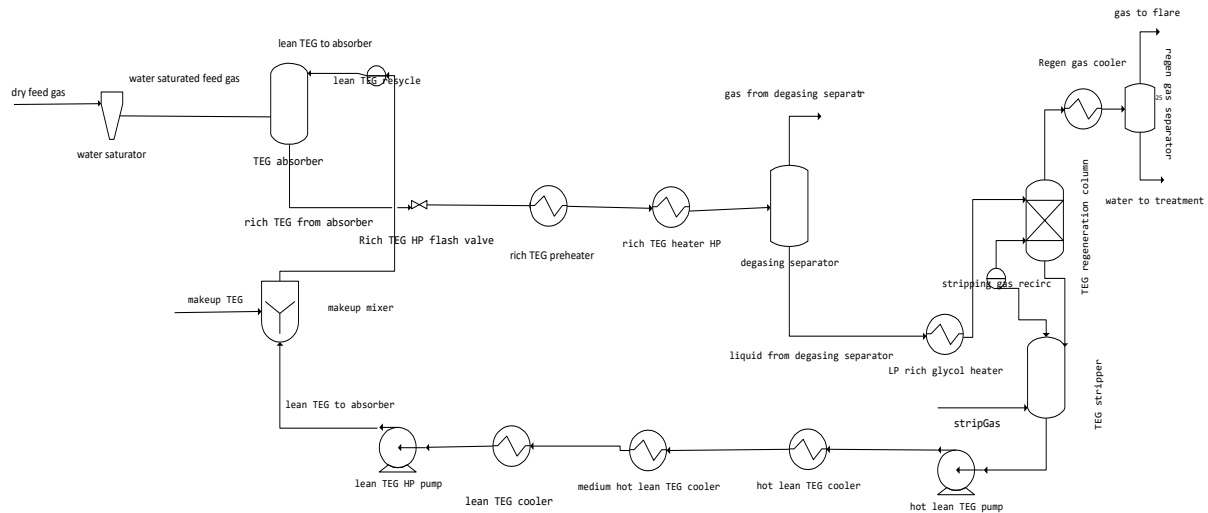 gas to flare
lean TEG to absorber
Regen gas cooler
regen gas separator
water saturated feed gas
lean TEG resycle
dry feed gas
gas from degasing separatr
25
water saturator
TEG absorber
TEG regeneration column
water to treatment
rich TEG from absorber
Rich TEG HP flash valve
rich TEG preheater
rich TEG heater HP
degasing separator
stripping gas recirc
makeup TEG
makeup mixer
liquid from degasing separator
LP rich glycol heater
TEG stripper
lean TEG to absorber
stripGas
lean TEG HP pump
lean TEG cooler
medium hot lean TEG cooler
hot lean TEG cooler
hot lean TEG pump